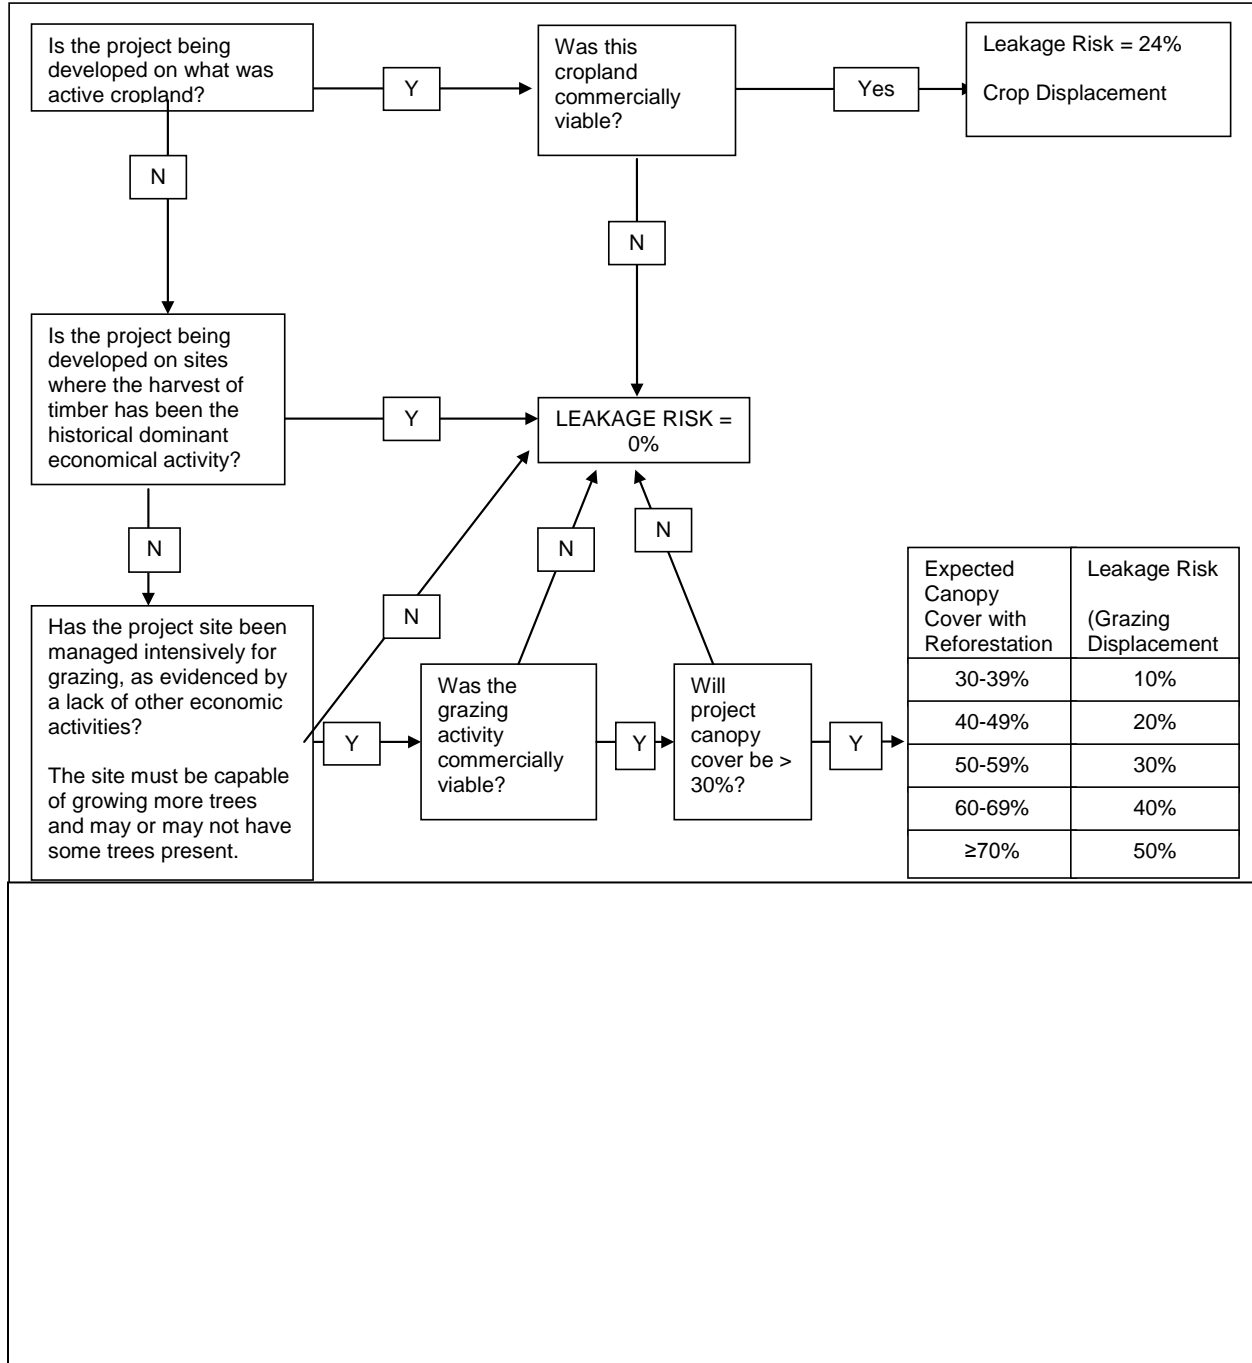 Is the project being
developed on what was
active cropland?
Y
Was this
cropland
commercially
viable?
Yes
Leakage Risk = 24%
Crop Displacement
N
N
Is the project being
developed on sites
where the harvest of
timber has been the
historical dominant
economical activity?
Y
LEAKAGE RISK =
0%
N
N
N
N
Has the project site been
managed intensively for
grazing, as evidenced by
a lack of other economic
activities?
The site must be capable
of growing more trees
and may or may not have
some trees present.
Y
Was the
grazing
activity
commercially
viable?
Y
Will
project
canopy
cover be >
30%?
Y
Expected
Canopy
Cover with
Reforestation
Leakage Risk
(Grazing
Displacement
30-39% 10%
40-49% 20%
50-59% 30%
60-69% 40%
≥70% 50%